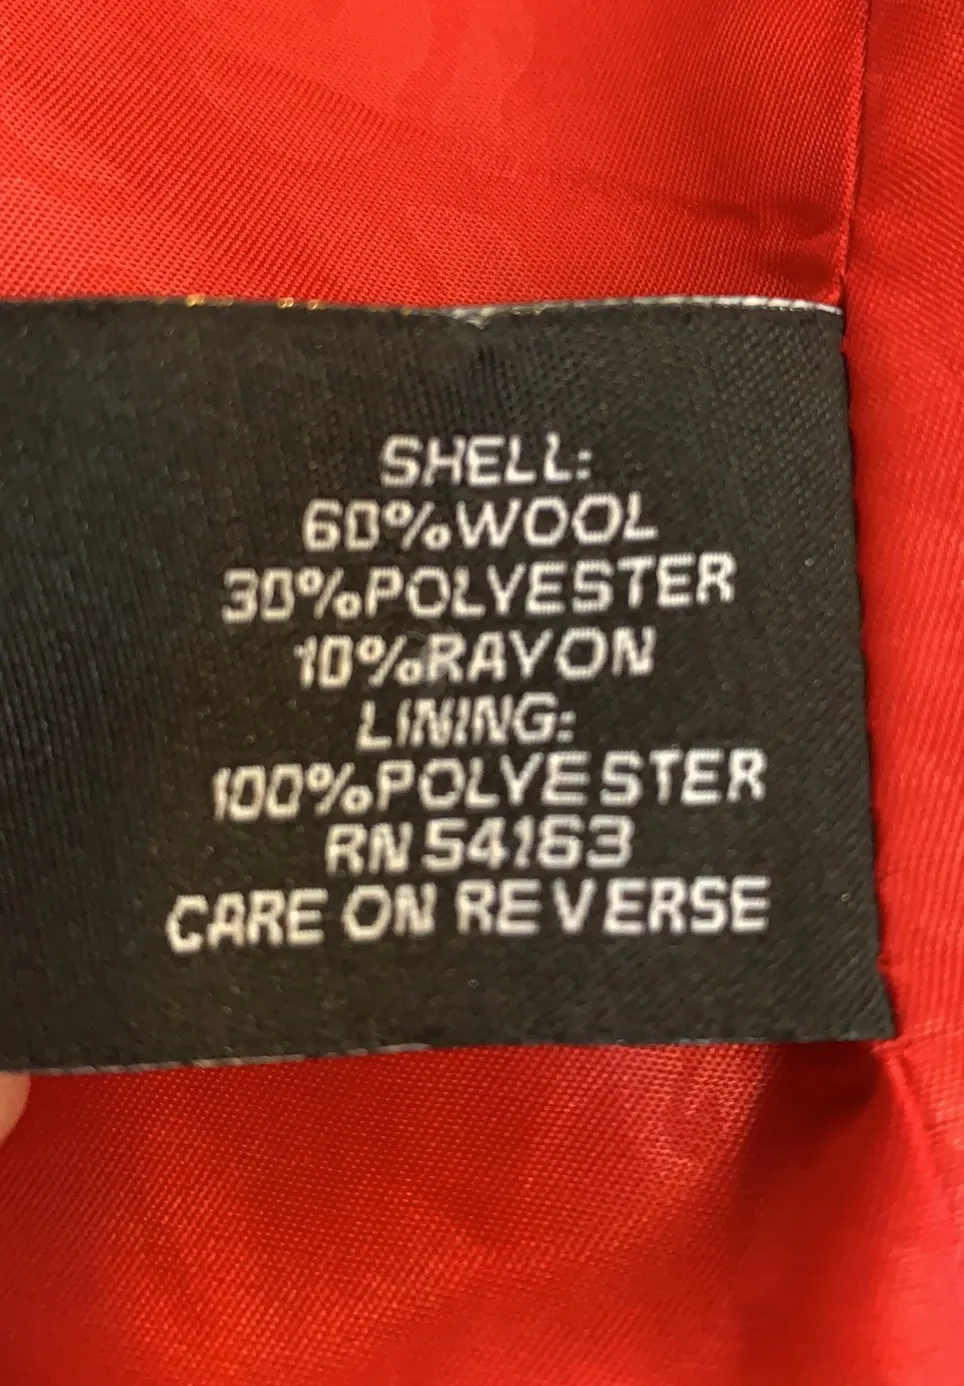 SHELL:
60%WOOL
30%POLYESTER
10%RAYON
LINING:
100%POLYESTER
RN 54163
CARE ON REVERSE